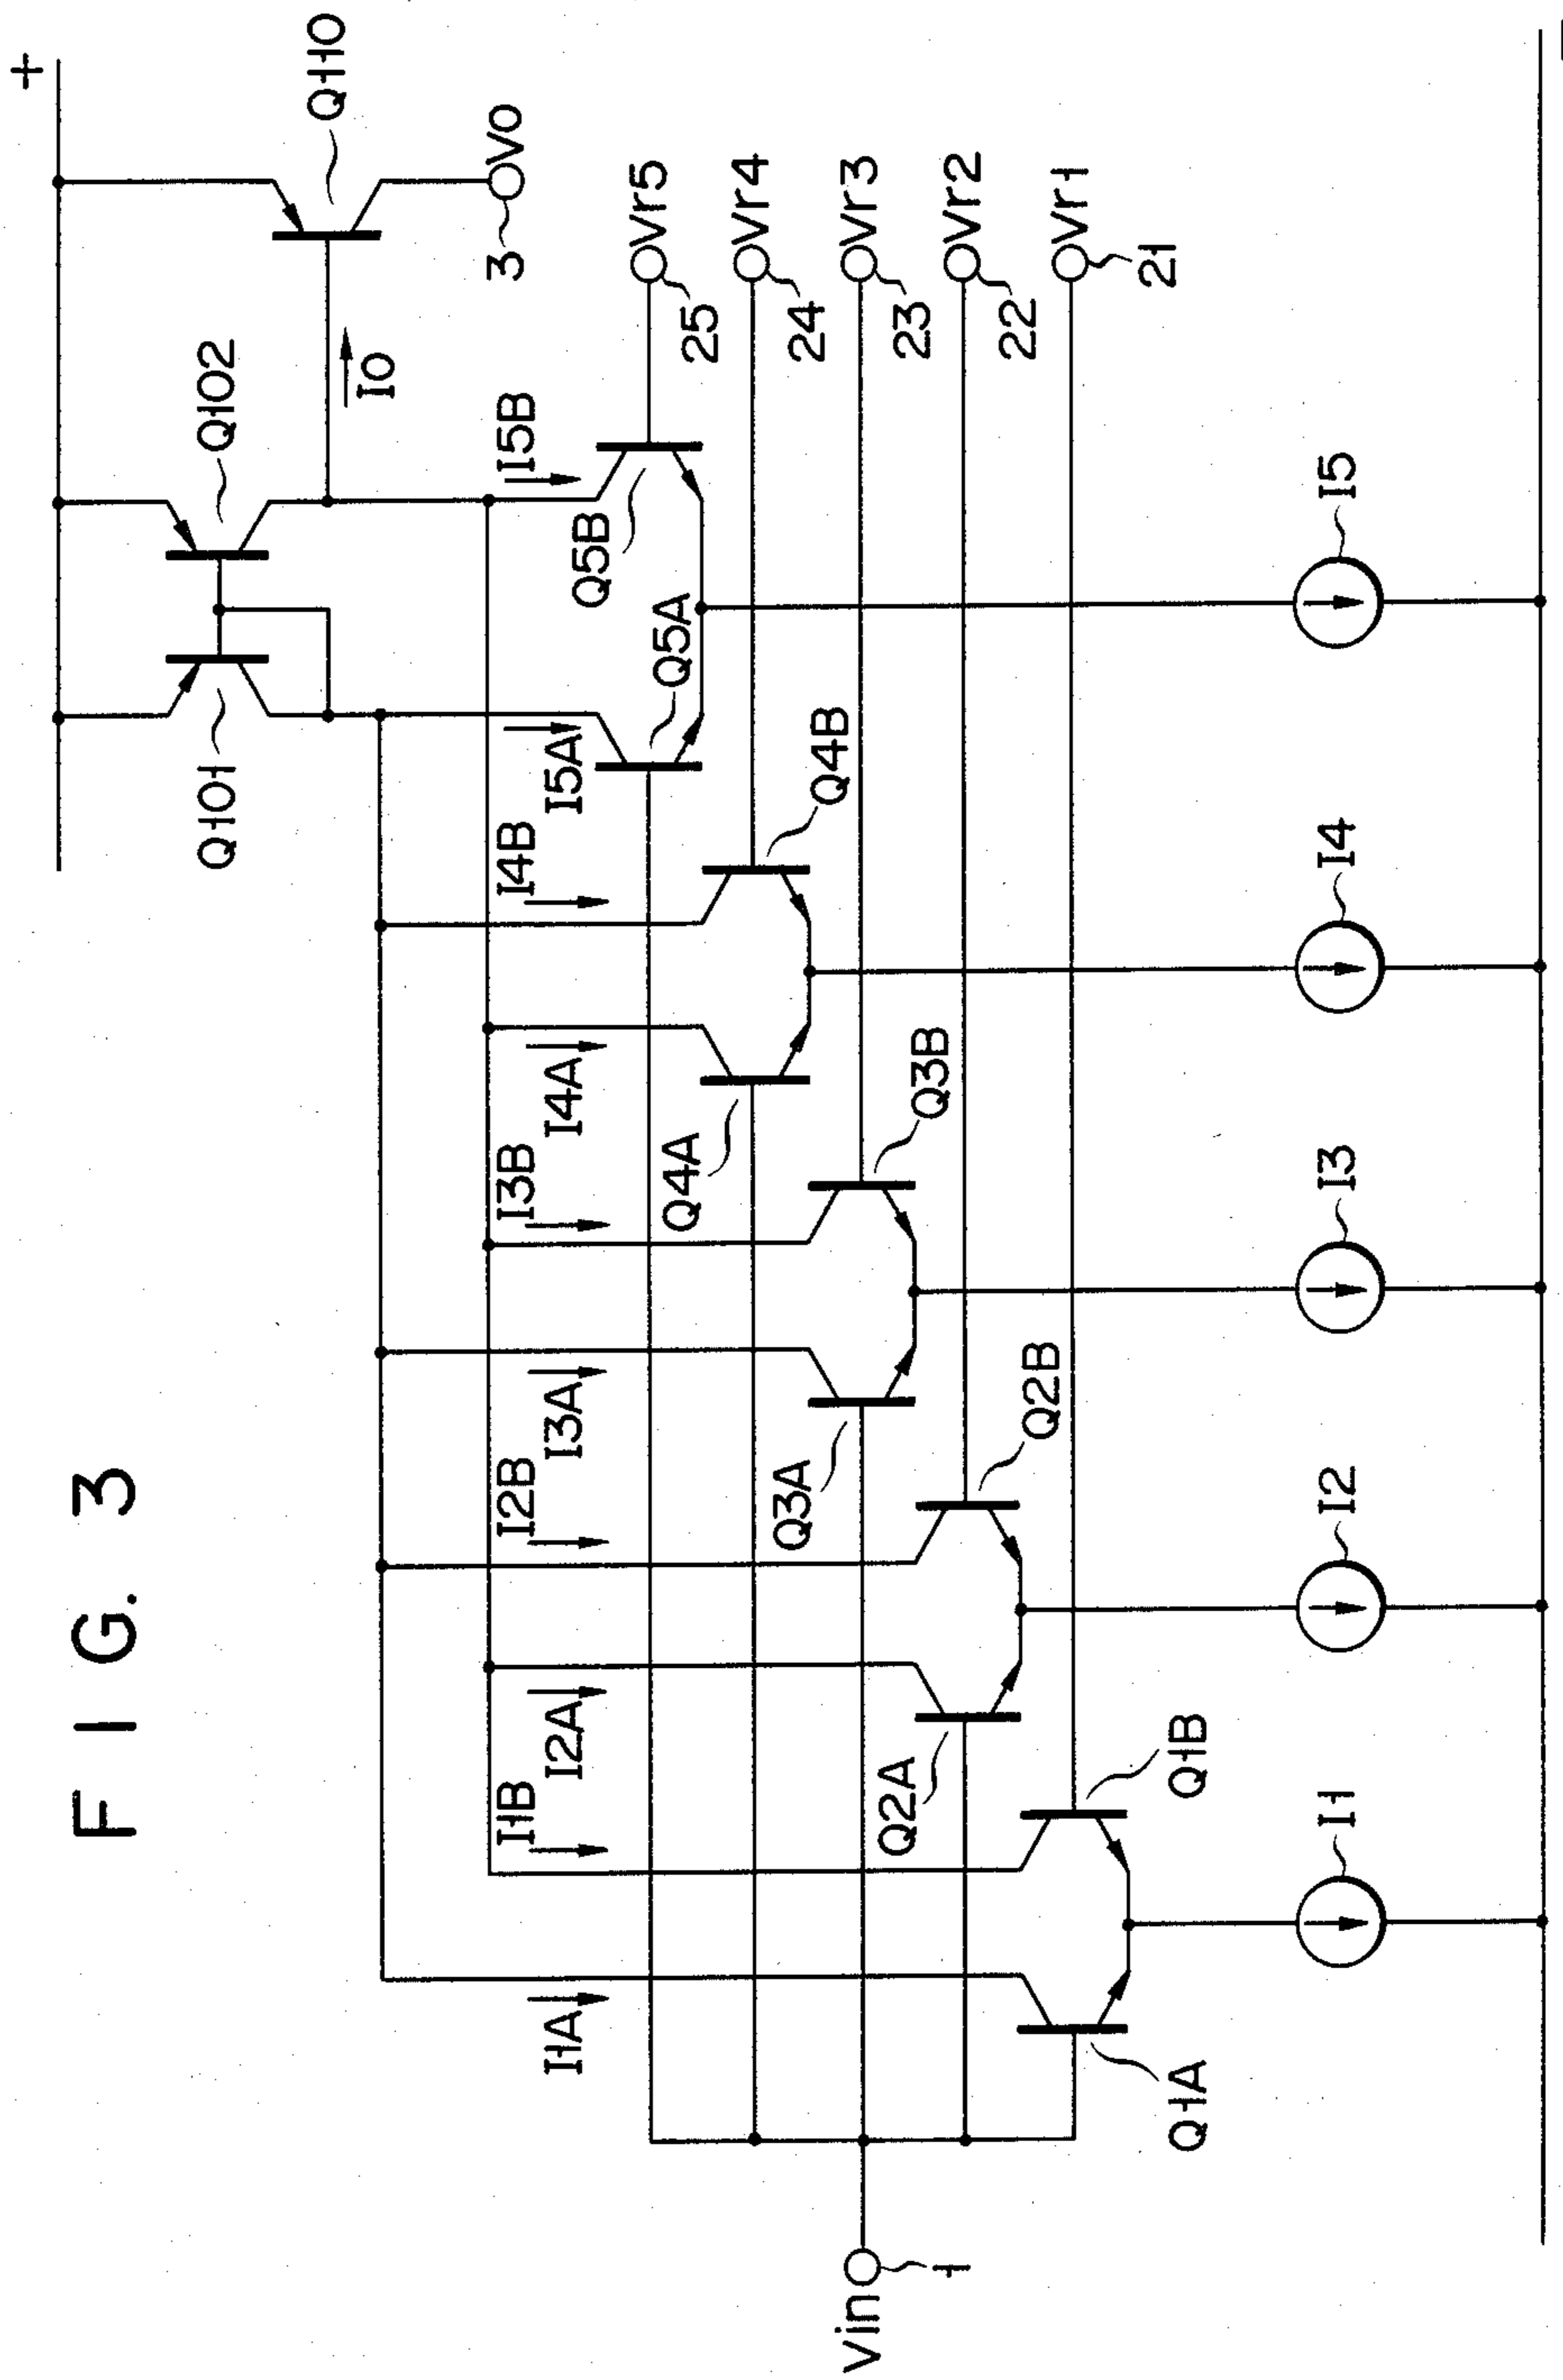 FIG. 3
+
Q101
Q102
Q110
I0
3
Vo
I1A
I1B
I2A
I2B
I3A
I3B
I4A
I4B
I5A
I5B
Q5A
Q5B
Vr5
25
Q4A
Q4B
Vr4
24
Q3A
Q3B
Vr3
23
Q2A
Q2B
Vr2
22
Q1A
Q1B
Vr1
21
Vin
1
I1
I2
I3
I4
I5